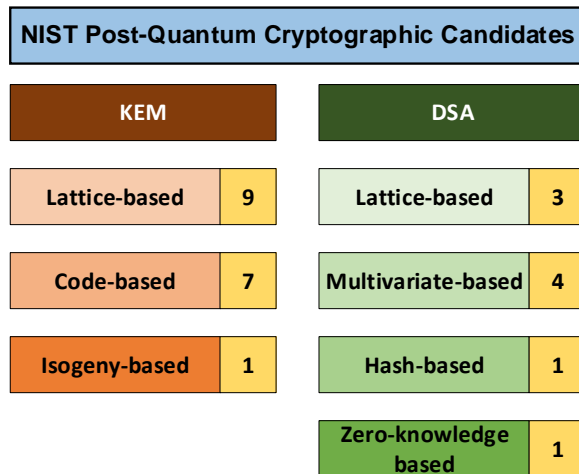 NIST Post-Quantum Cryptographic Candidates
KEM
DSA
Lattice-based 9
Lattice-based 3
Code-based 7
Multivariate-based 4
Isogeny-based 1
Hash-based 1
Zero-knowledge
based 1